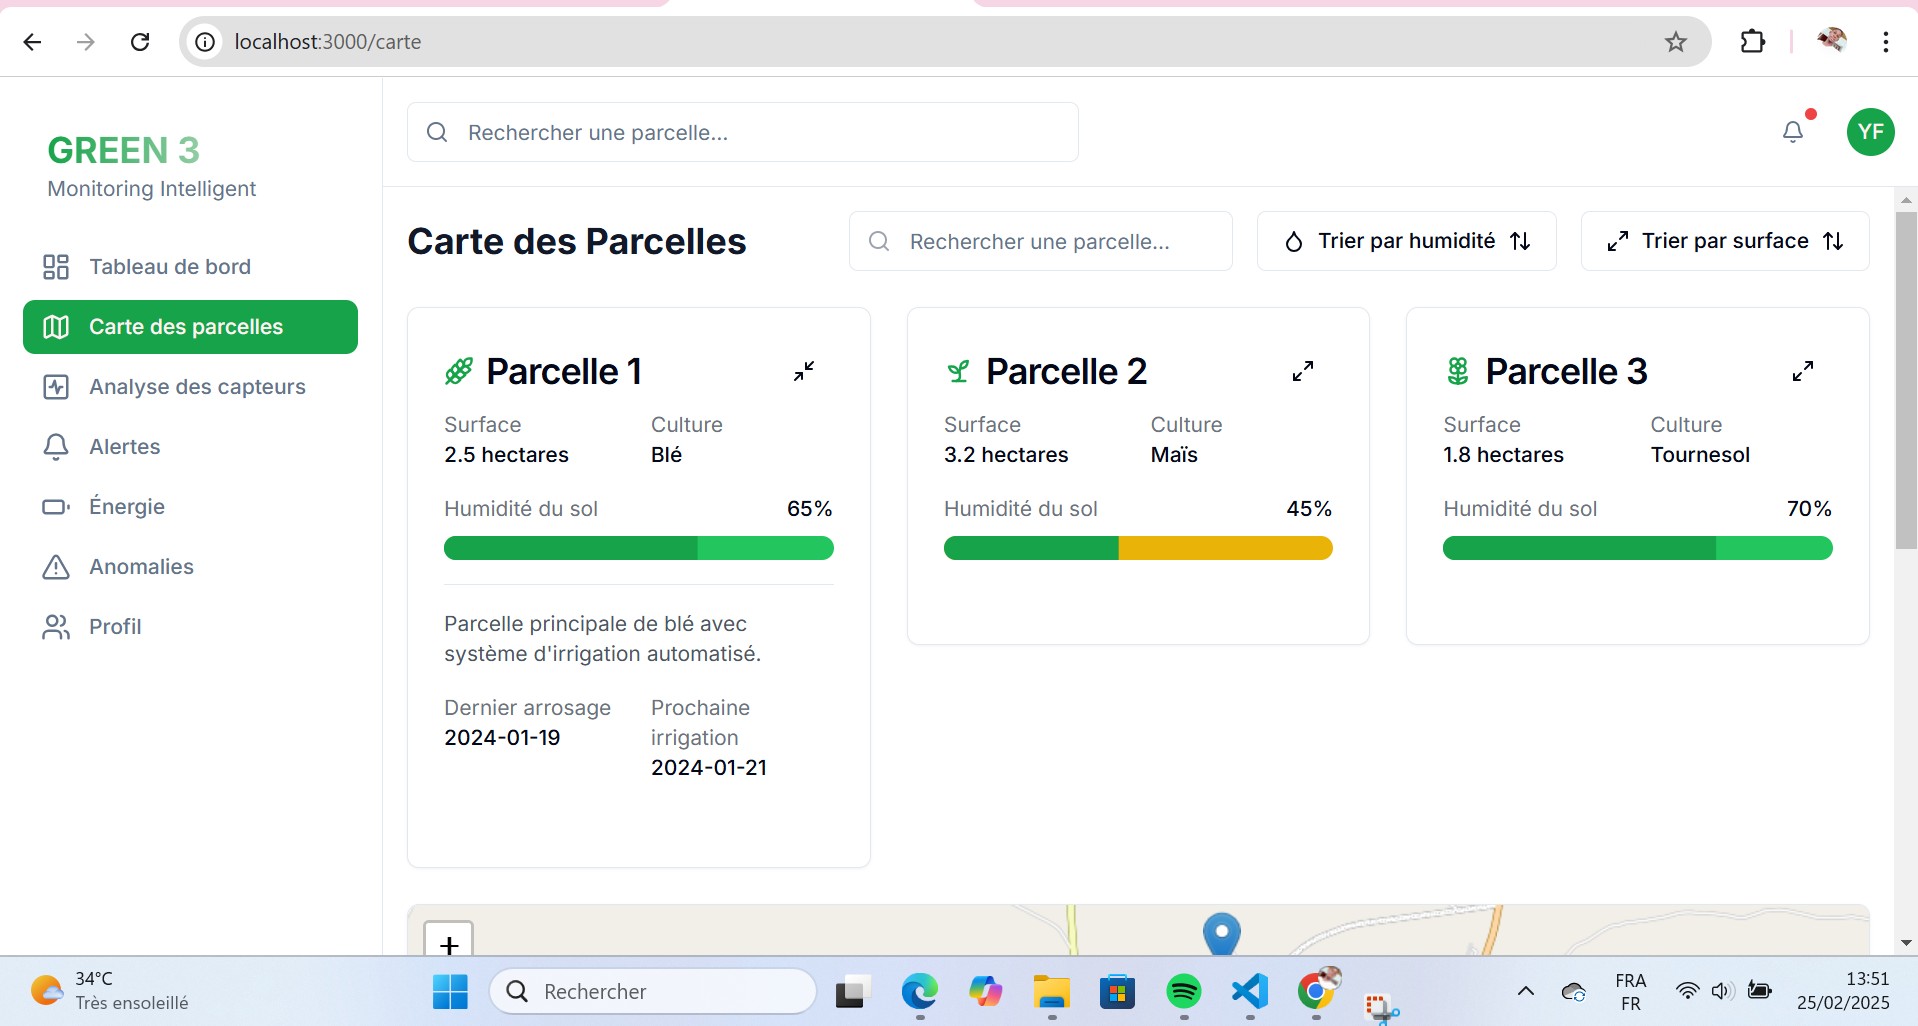 localhost:3000/carte
GREEN 3
Monitoring Intelligent
Tableau de bord
Carte des parcelles
Analyse des capteurs
Alertes
Énergie
Anomalies
Profil
Rechercher une parcelle...
YF
Carte des Parcelles
Rechercher une parcelle...
Trier par humidité
Trier par surface
Parcelle 1
Surface
Culture
2.5 hectares
Blé
Humidité du sol
65%
Parcelle principale de blé avec
système d'irrigation automatisé.
Dernier arrosage
2024-01-19
Prochaine
irrigation
2024-01-21
Parcelle 2
Surface
Culture
3.2 hectares
Maïs
Humidité du sol
45%
Parcelle 3
Surface
Culture
1.8 hectares
Tournesol
Humidité du sol
70%
+
34°C
Très ensoleillé
Rechercher
FRA
FR
13:51
25/02/2025